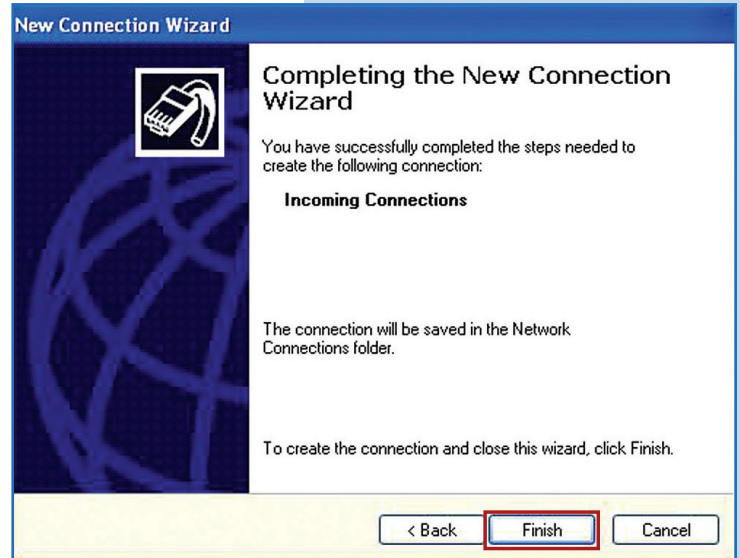 New Connection Wizard
Completing the New Connection
Wizard
You have successfully completed the steps needed to
create the following connection:
Incoming Connections
The connection will be saved in the Network
Connections folder.
To create the connection and close this wizard, click Finish.
< Back Finish Cancel